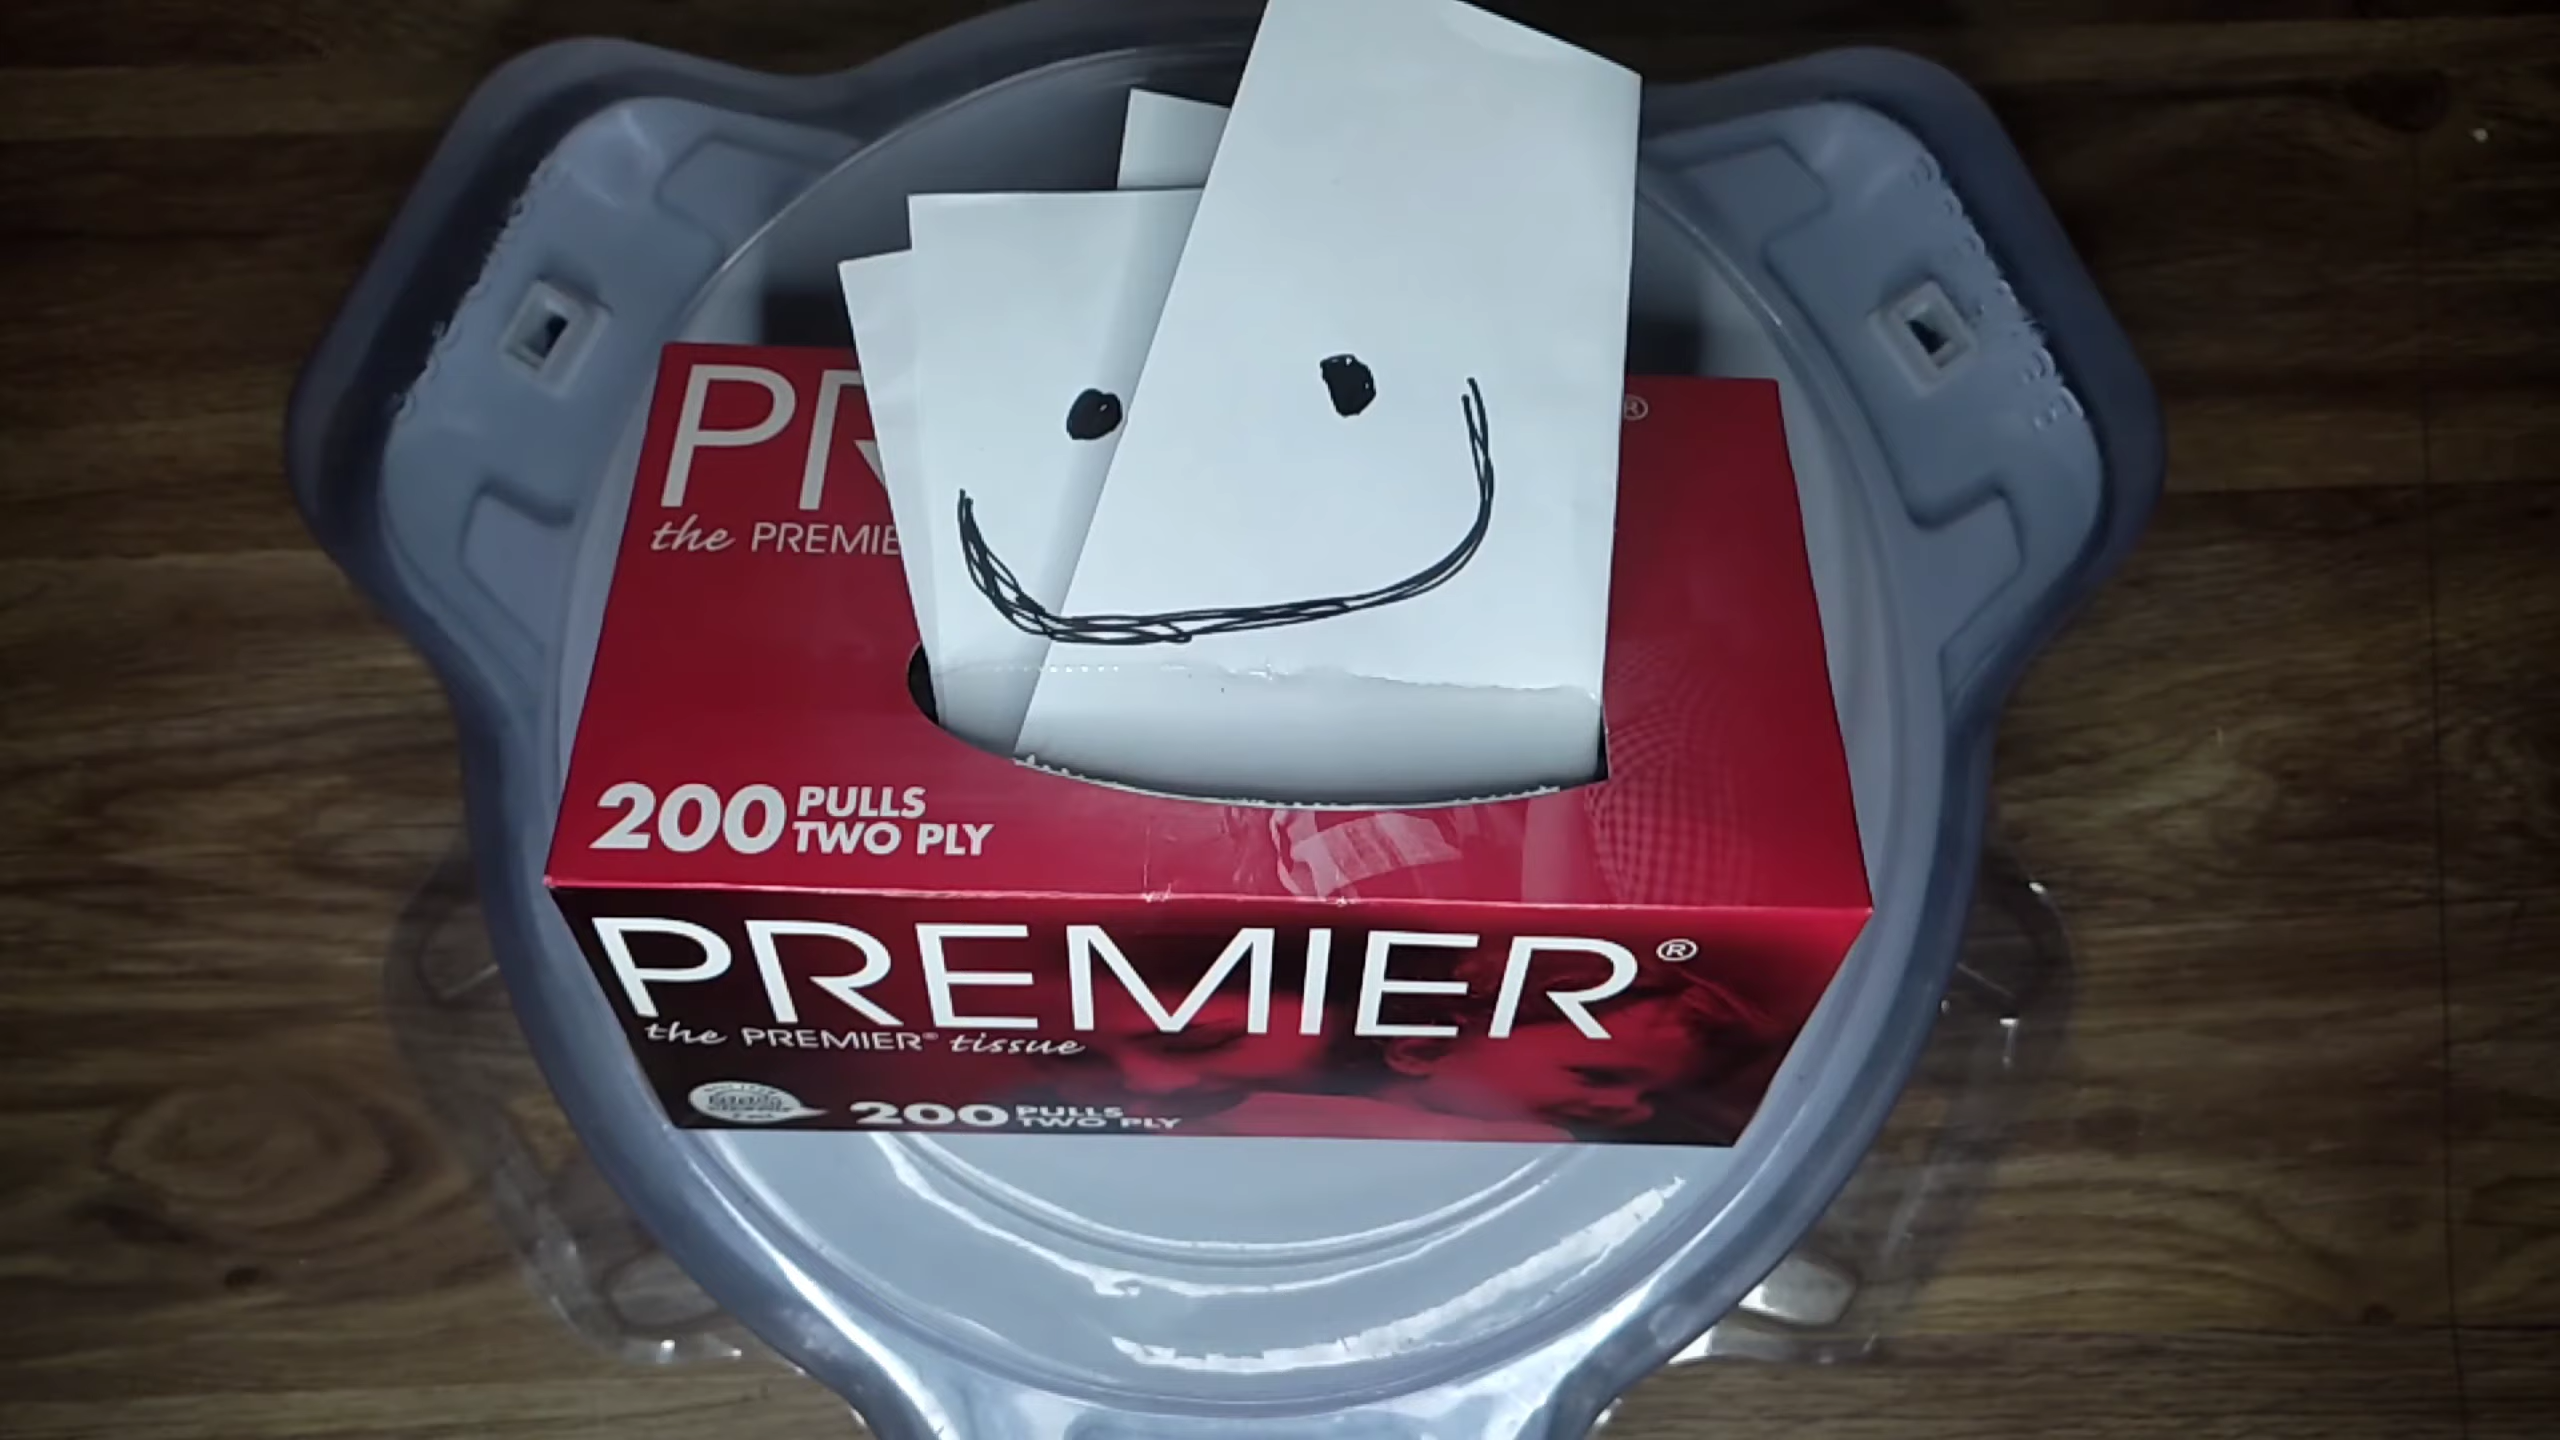 PR
®
the PREMIE
200 PULLS
TWO PLY
PREMIER®
the PREMIER® tissue
200 PULLS
TWO PLY